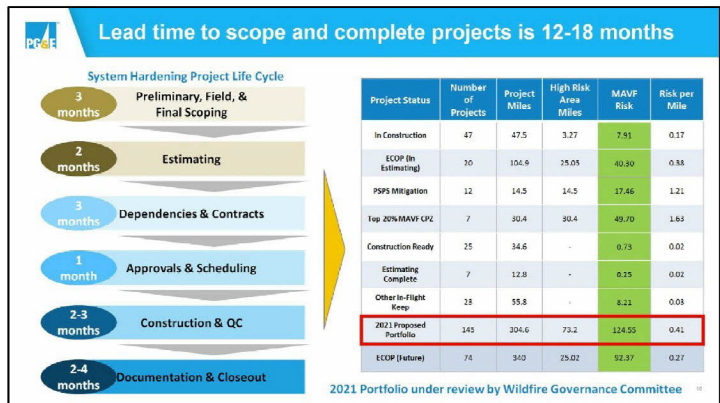 PG&E
Lead time to scope and complete projects is 12-18 months
System Hardening Project Life Cycle
3
months
Preliminary, Field, &
Final Scoping
2
months
Estimating
3
months
Dependencies & Contracts
1
month
Approvals & Scheduling
2-3
months
Construction & QC
2-4
months
Documentation & Closeout
Project Status Number of Projects Project Miles High Risk Area Miles MAVF Risk Risk per Mile
In Construction 47 47.5 3.27 7.91 0.17
ECOP (In Estimating) 20 104.9 25.05 40.30 0.38
PSPS Mitigation 12 14.5 14.5 17.46 1.21
Top 20% MAVF CPZ 7 30.4 30.4 49.70 1.63
Construction Ready 25 34.6 - 0.73 0.02
Estimating Complete 7 12.8 - 0.25 0.02
Other In-Flight Keep 23 55.8 - 8.21 0.03
2021 Proposed Portfolio 145 304.6 73.2 124.55 0.41
ECOP (Future) 74 340 25.02 92.37 0.27
2021 Portfolio under review by Wildfire Governance Committee